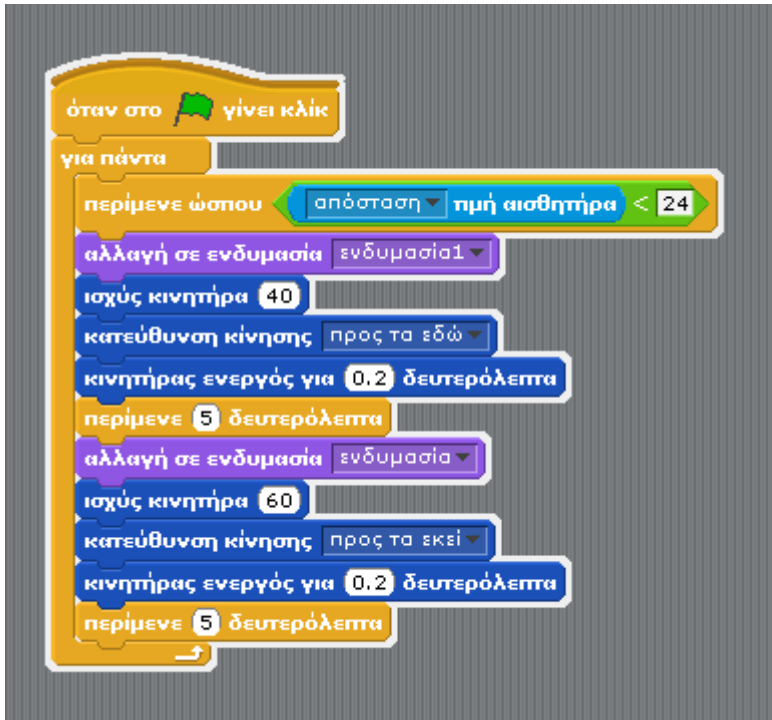 όταν στο γίνει κλίκ
για πάντα
περίμενε ώσπου απόσταση τιμή αισθητήρα < 24
αλλαγή σε ενδυμασία ενδυμασία1
ισχύς κινητήρα 40
κατεύθυνση κίνησης προς τα εδώ
κινητήρας ενεργός για 0.2 δευτερόλεπτα
περίμενε 5 δευτερόλεπτα
αλλαγή σε ενδυμασία ενδυμασία
ισχύς κινητήρα 60
κατεύθυνση κίνησης προς τα εκεί
κινητήρας ενεργός για 0.2 δευτερόλεπτα
περίμενε 5 δευτερόλεπτα